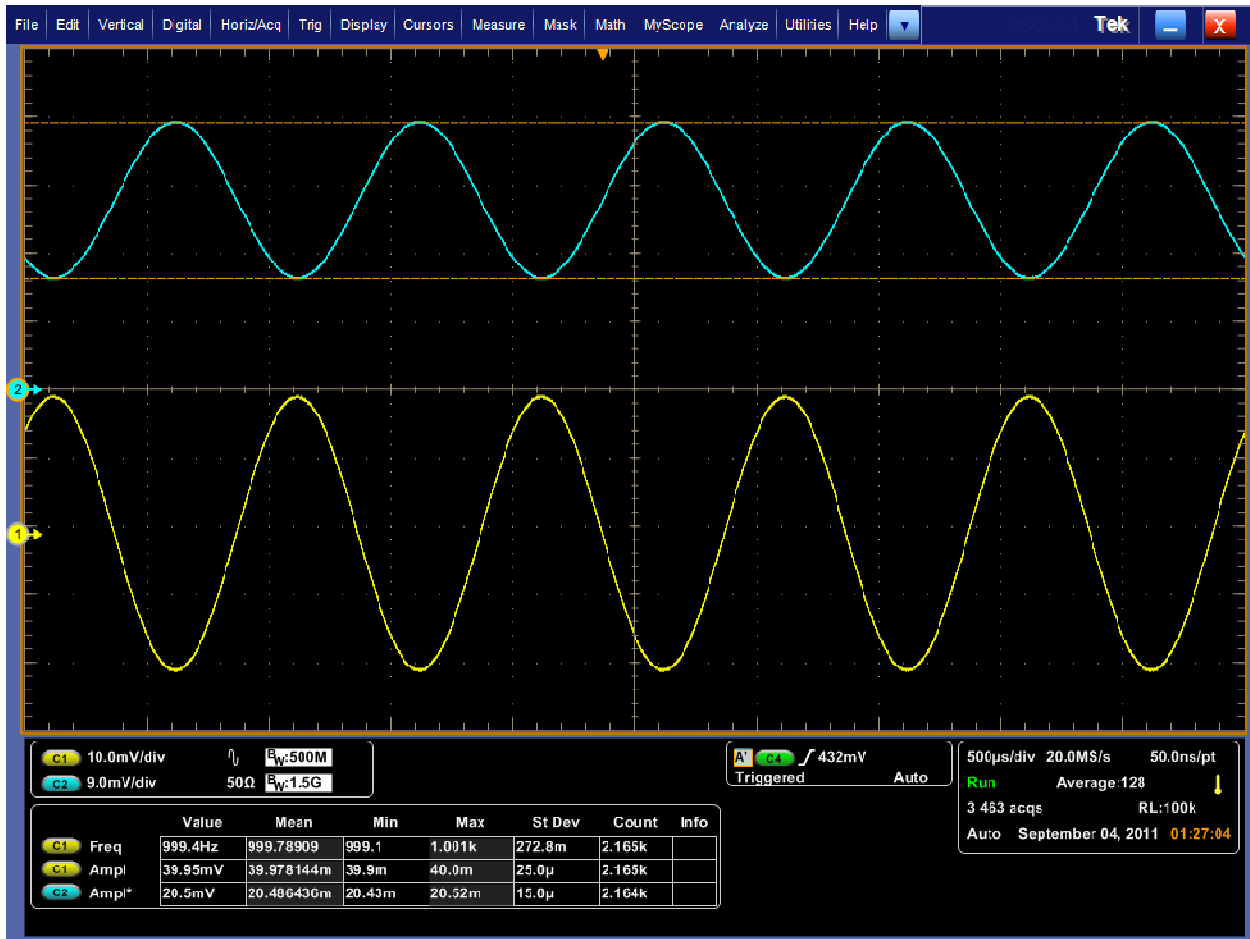 File Edit Vertical Digital Horiz/Acq Trig Display Cursors Measure Mask Math MyScope Analyze Utilities Help Tek X
2
1
C1 10.0mV/div BW:500M
C2 9.0mV/div 50Ω BW:1.5G
A' C4 432mV
Triggered Auto
500µs/div 20.0MS/s 50.0ns/pt
Run Average:128
3 463 acqs RL:100k
Auto September 04, 2011 01:27:04
Value Mean Min Max St Dev Count Info
C1 Freq 999.4Hz 999.78909 999.1 1.001k 272.8m 2.165k
C1 Ampl 39.95mV 39.978144m 39.9m 40.0m 25.0µ 2.165k
C2 Ampl* 20.5mV 20.486436m 20.43m 20.52m 15.0µ 2.164k